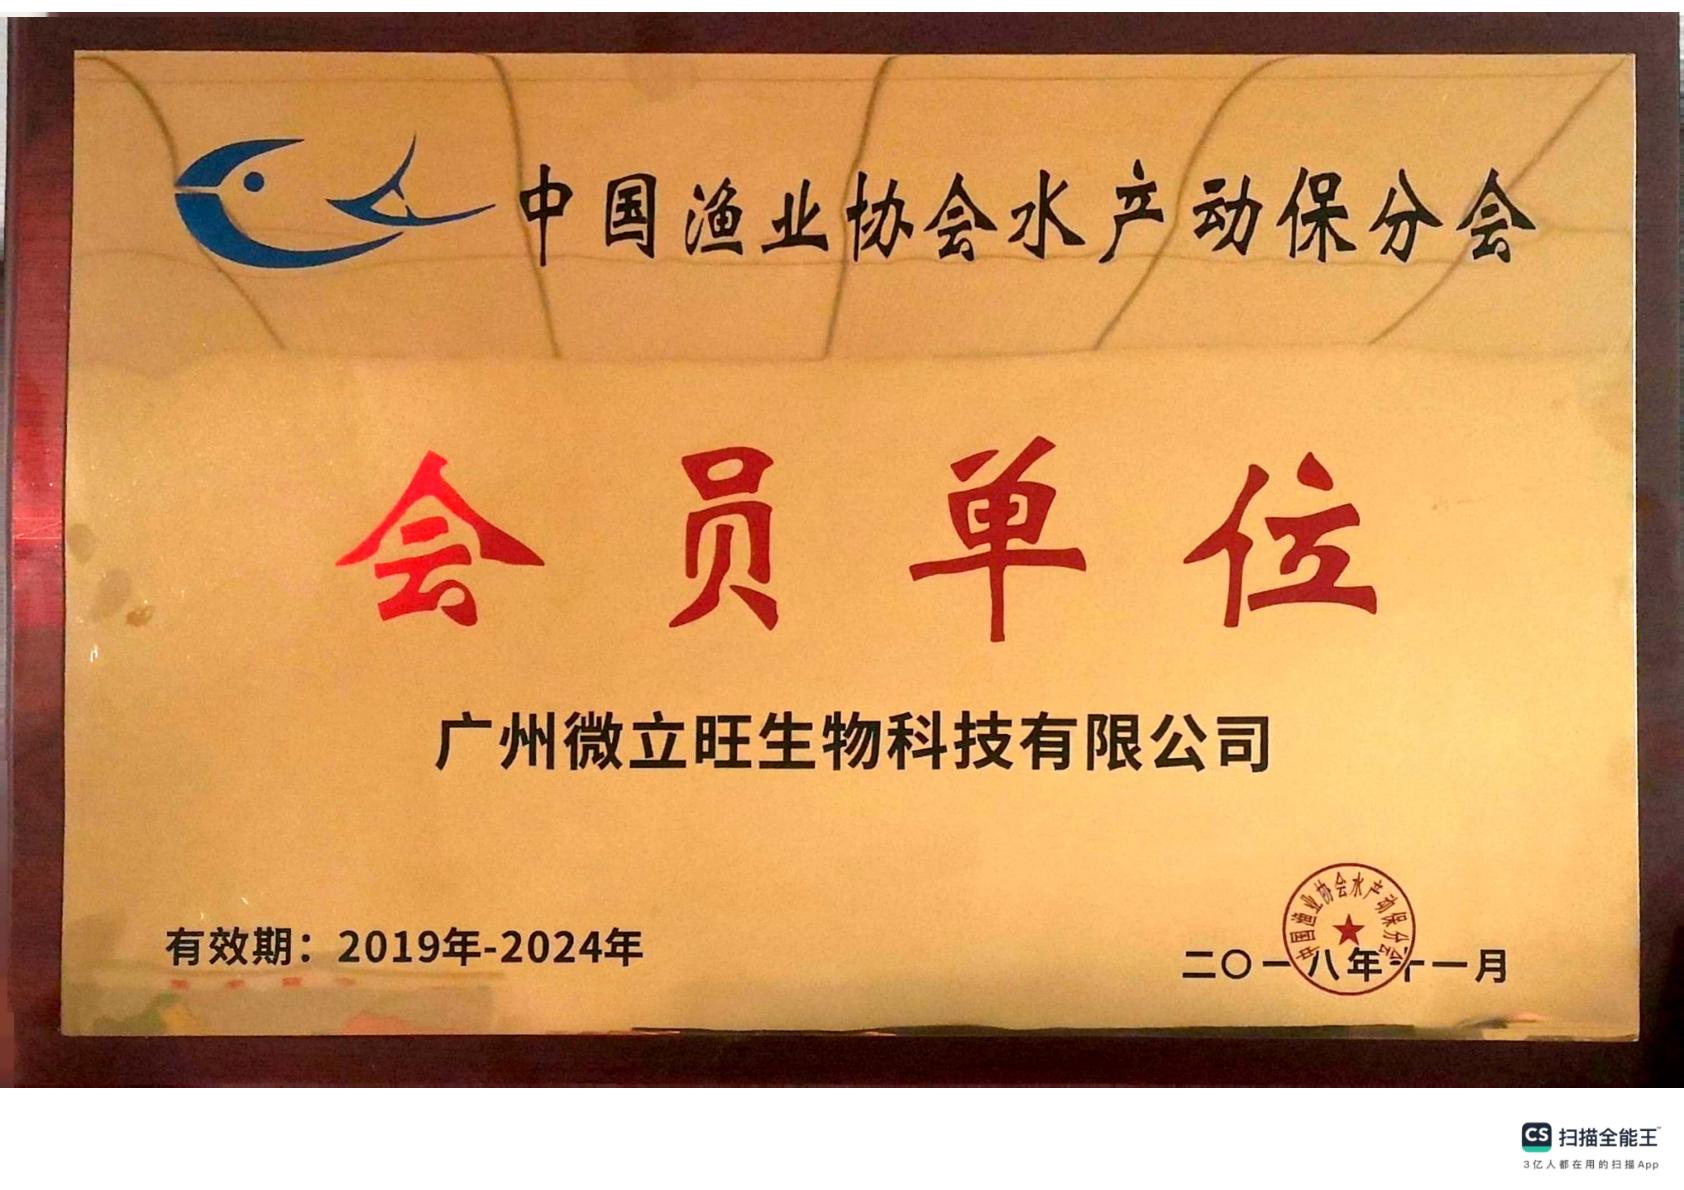 中国渔业协会水产动保分会
会员单位
广州微立旺生物科技有限公司
中国渔业协会水产动保分会
有效期：2019年-2024年
二〇一八年十一月
CS 扫描全能王
3亿人都在用的扫描App